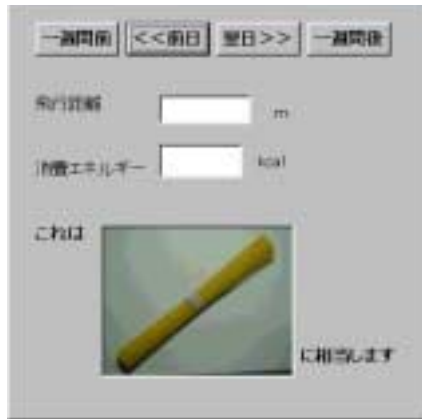 一週間前 <<前日 翌日>> 一週間後
飛行距離 m
消費エネルギー kcal
これは
に相当します